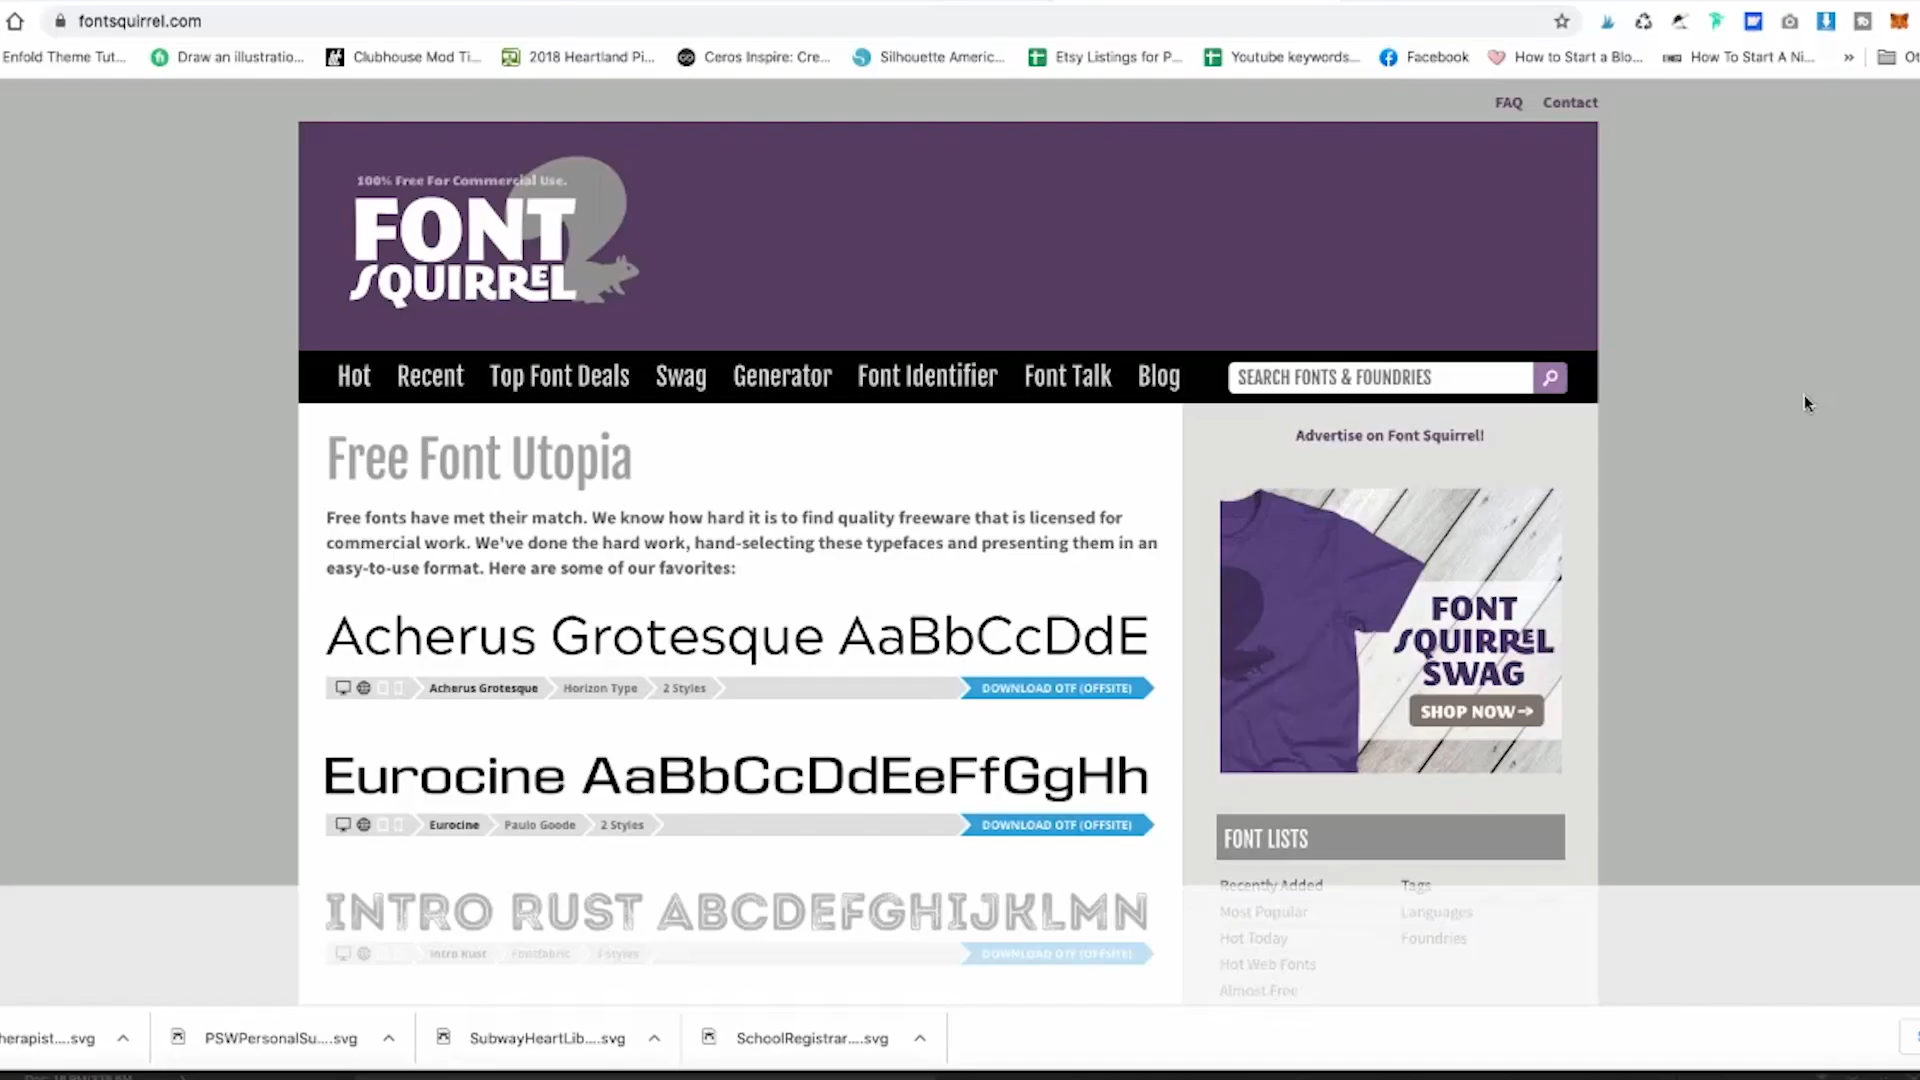 fontsquirrel.com
Enfold Theme Tut...
Draw an illustratio...
Clubhouse Mod Ti...
2018 Heartland Pi...
Ceros Inspire: Cre...
Silhouette Americ...
Etsy Listings for P...
Youtube keywords...
Facebook
How to Start a Blo...
How To Start A Ni...
»
Ot
FAQ Contact
100% Free For Commercial Use.
FONT
SQUIRREL
Hot Recent Top Font Deals Swag Generator Font Identifier Font Talk Blog
SEARCH FONTS & FOUNDRIES
Free Font Utopia
Free fonts have met their match. We know how hard it is to find quality freeware that is licensed for
commercial work. We've done the hard work, hand-selecting these typefaces and presenting them in an
easy-to-use format. Here are some of our favorites:
Acherus Grotesque AaBbCcDdE
Acherus Grotesque Horizon Type 2 Styles DOWNLOAD OTF (OFFSITE)
Eurocine AaBbCcDdEeFfGgHh
Eurocine Paulo Goode 2 Styles DOWNLOAD OTF (OFFSITE)
INTRO RUST ABCDEFGHIJKLMN
Intro Rust Fontfabric Styles DOWNLOAD OTF (OFFSITE)
Advertise on Font Squirrel!
FONT
SQUIRREL
SWAG
SHOP NOW→
FONT LISTS
Recently Added Tags
Most Popular Languages
Hot Today Foundries
Hot Web Fonts
Almost Free
herapist....svg
PSWPersonalSu....svg
SubwayHeartLib....svg
SchoolRegistrar....svg